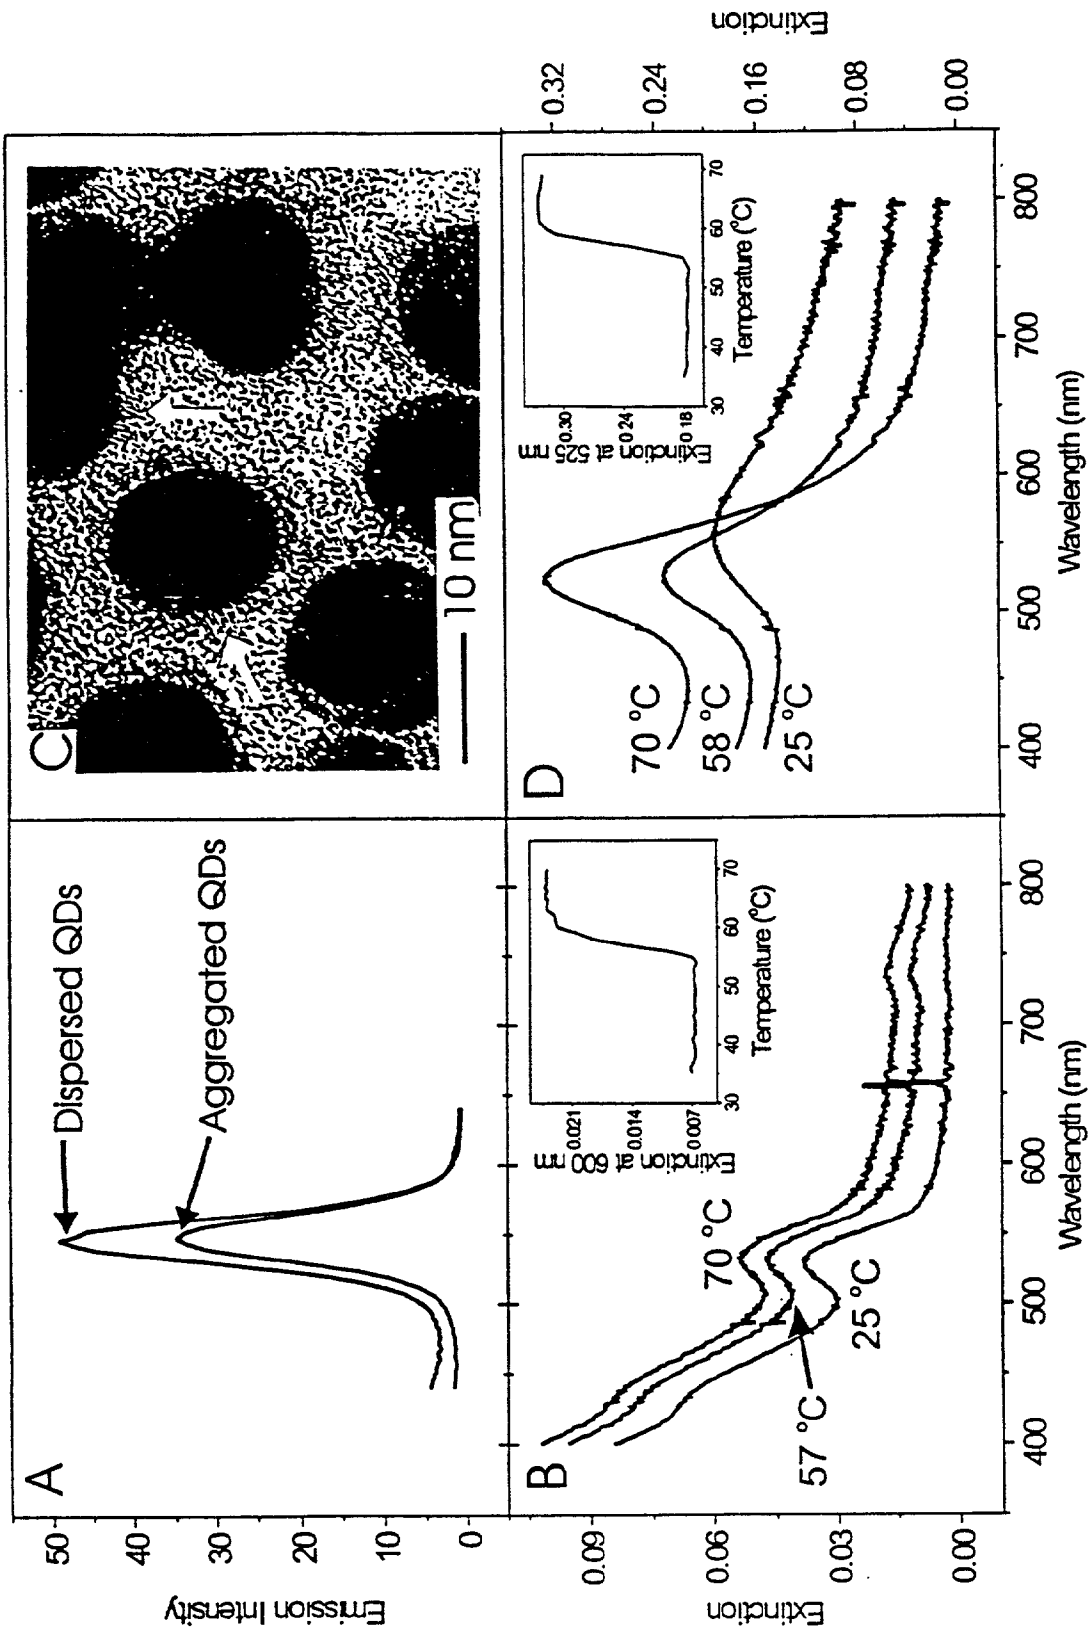 A
Dispersed QDs
Aggregated QDs
50
40
30
20
10
0
Emission Intensity
C
10 nm
B
70 °C
57 °C
25 °C
0.09
0.06
0.03
0.00
Extinction
400
500
600
700
800
Wavelength (nm)
0.021
0.014
0.007
Extinction at 600 nm
30
40
50
60
70
Temperature (°C)
D
70 °C
58 °C
25 °C
0.32
0.24
0.16
0.08
0.00
Extinction
400
500
600
700
800
Wavelength (nm)
0.30
0.24
0.18
Extinction at 525 nm
30
40
50
60
70
Temperature (°C)